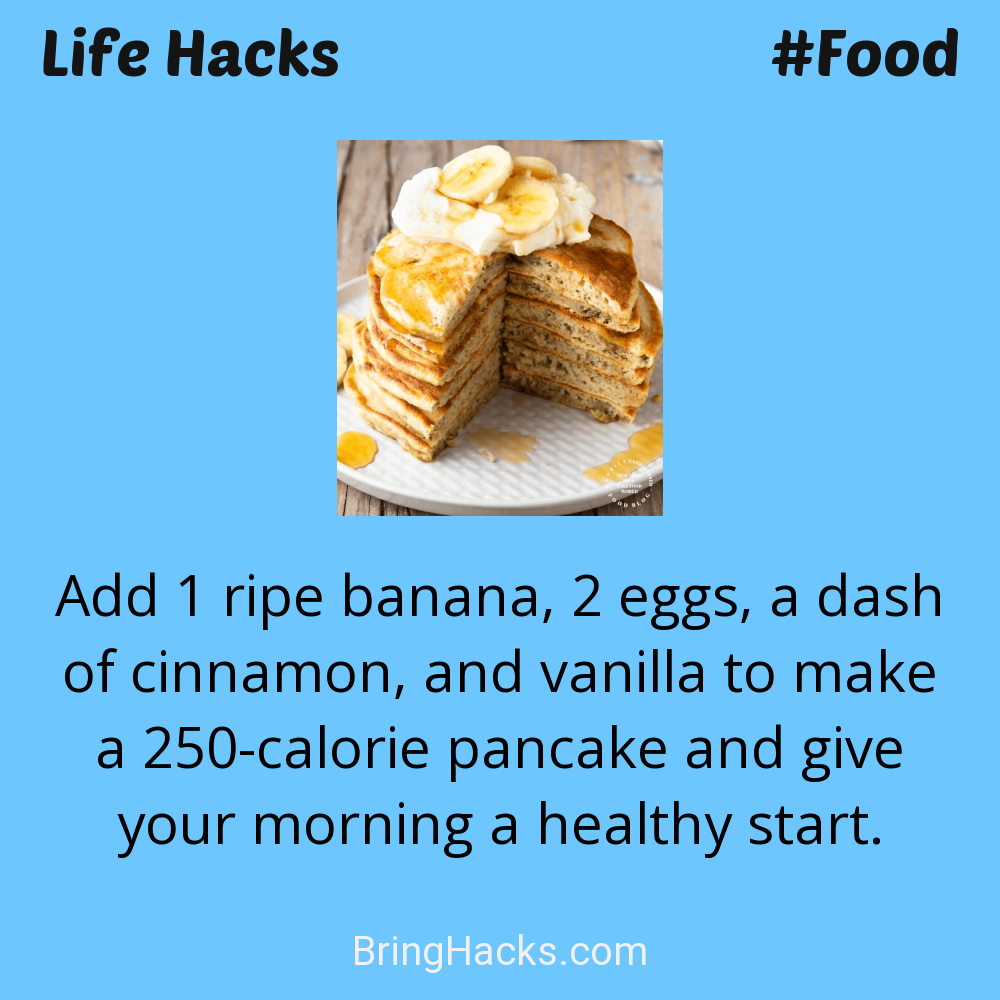 Life Hacks
#Food
Add 1 ripe banana, 2 eggs, a dash
of cinnamon, and vanilla to make
a 250-calorie pancake and give
your morning a healthy start.
BringHacks.com